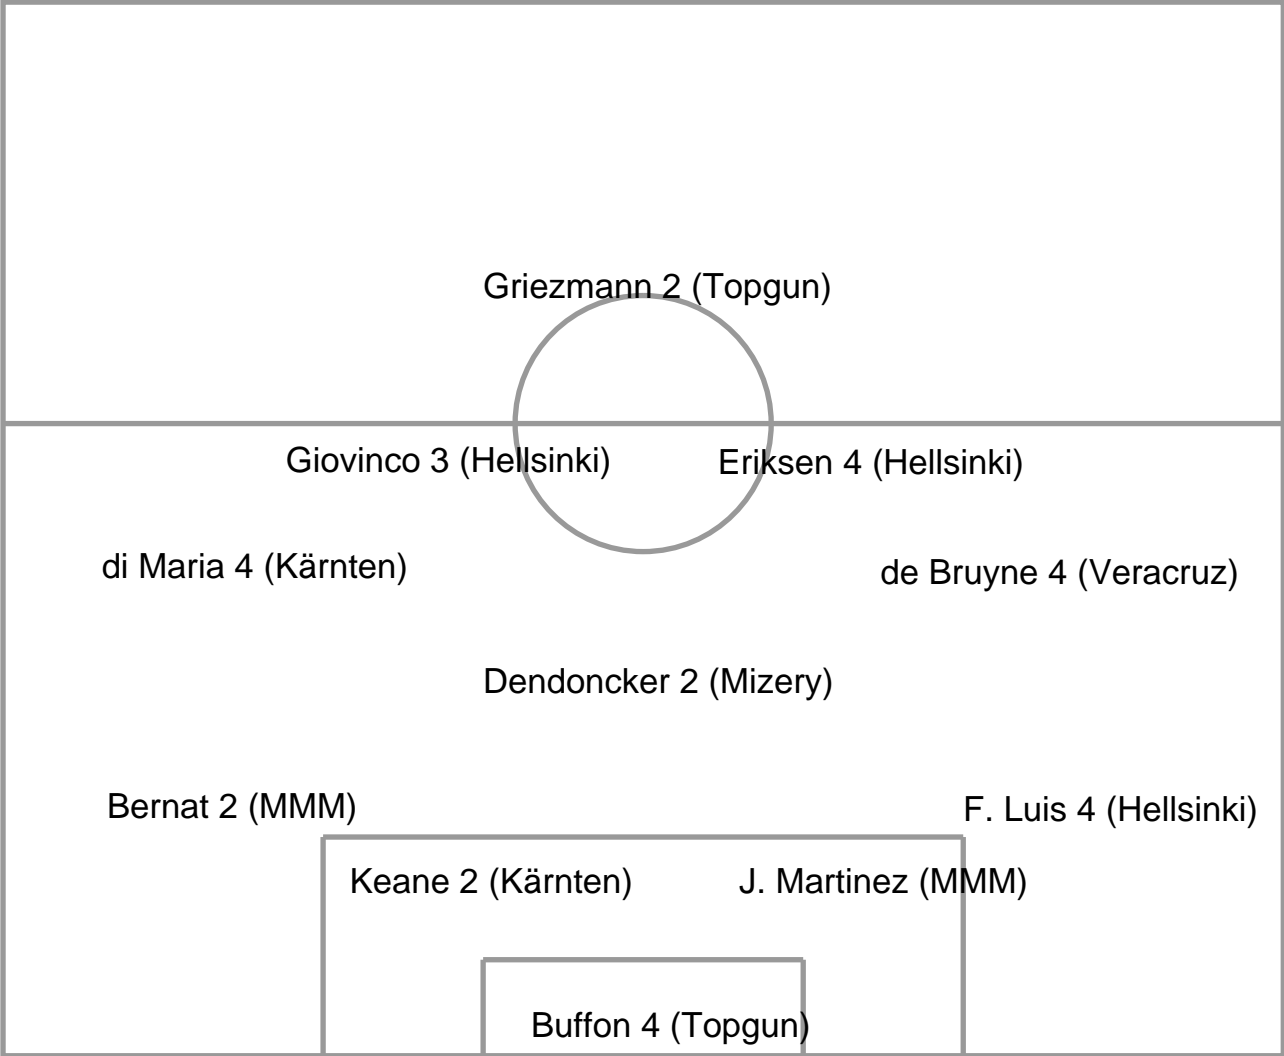 Griezmann 2 (Topgun)
Giovinco 3 (Hellsinki)
Eriksen 4 (Hellsinki)
di Maria 4 (Kärnten)
de Bruyne 4 (Veracruz)
Dendoncker 2 (Mizery)
Bernat 2 (MMM)
F. Luis 4 (Hellsinki)
Keane 2 (Kärnten)
J. Martinez (MMM)
Buffon 4 (Topgun)